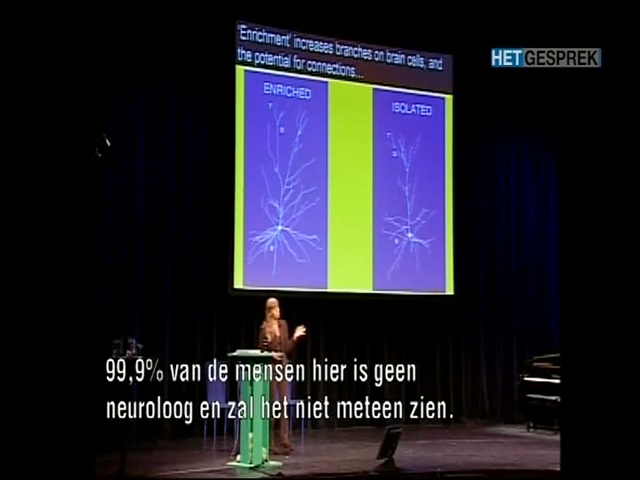 'Enrichment' increases branches on brain cells, and
the potential for connections...
HETGESPREK
ENRICHED
ISOLATED
99,9% van de mensen hier is geen
neuroloog en zal het niet meteen zien.